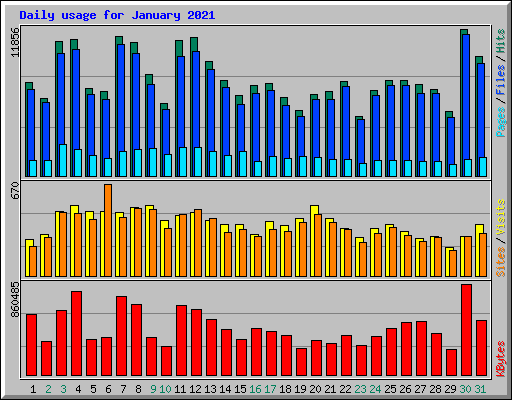 Daily usage for January 2021
11856
Pages / Files / Hits
670
Sites / Visits
860485
KBytes
1 2 3 4 5 6 7 8 9 10 11 12 13 14 15 16 17 18 19 20 21 22 23 24 25 26 27 28 29 30 31